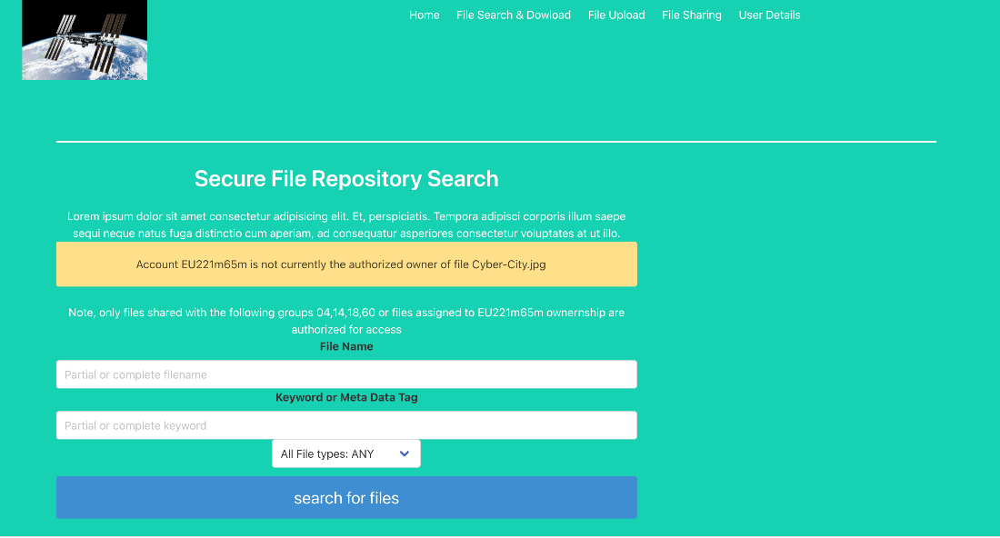 Home File Search & Dowload File Upload File Sharing User Details
Secure File Repository Search
Lorem ipsum dolor sit amet consectetur adipisicing elit. Et, perspiciatis. Tempora adipisci corporis illum saepe
sequi neque natus fuga distinctio cum aperiam, ad consequatur asperiores consectetur voluptates at ut illo.
Account EU221m65m is not currently the authorized owner of file Cyber-City.jpg
Note, only files shared with the following groups 04,14,18,60 or files assigned to EU221m65m ownernship are
authorized for access
File Name
Partial or complete filename
Keyword or Meta Data Tag
Partial or complete keyword
All File types: ANY
search for files